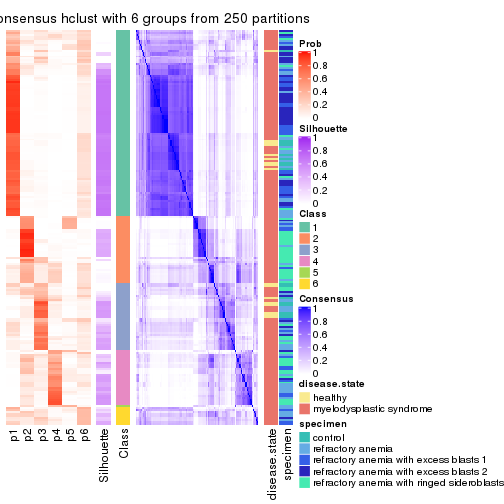 onsensus hclust with 6 groups from 250 partitions
Prob
1
0.8
0.6
0.4
0.2
0
Silhouette
1
0.8
0.6
0.4
0.2
0
Class
1
2
3
4
5
6
Consensus
1
0.8
0.6
0.4
0.2
0
disease.state
healthy
myelodysplastic syndrome
specimen
control
refractory anemia
refractory anemia with excess blasts 1
refractory anemia with excess blasts 2
refractory anemia with ringed sideroblasts
p1
p2
p3
p4
p5
p6
Silhouette
Class
disease.state
specimen